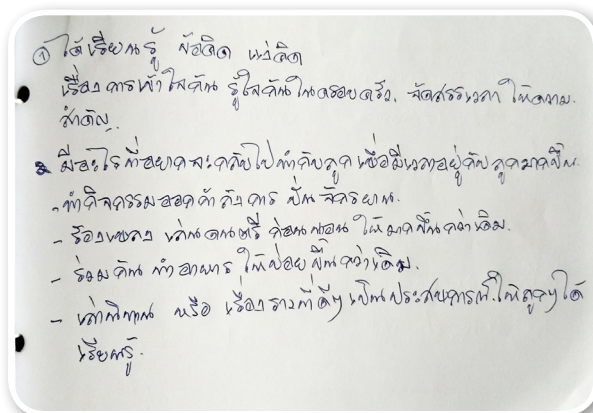 ① ได้เรียนรู้ ข้อคิด แง่คิด
เรื่องการเข้าใจกัน รู้ใจกันในครอบครัว. จัดสรรเวลา ให้ความ
สำคัญ.
2 มีอะไรที่อยากจะกลับไปทำกับลูก เพื่อมีเวลาอยู่กับลูกมากขึ้น.
- ทำกิจกรรมออกกำลังการ ปั่นจักรยาน.
- ร้องเพลง เล่นดนตรี ก่อนนอน ให้มากขึ้นกว่าเดิม.
- ร่วมกัน ทำอาหาร ให้บ่อยขึ้นกว่าเดิม.
- เล่านิทาน หรือ เรื่องราวที่ดีๆ เป็นประสบการณ์ ให้ลูกๆ ได้
เรียนรู้.